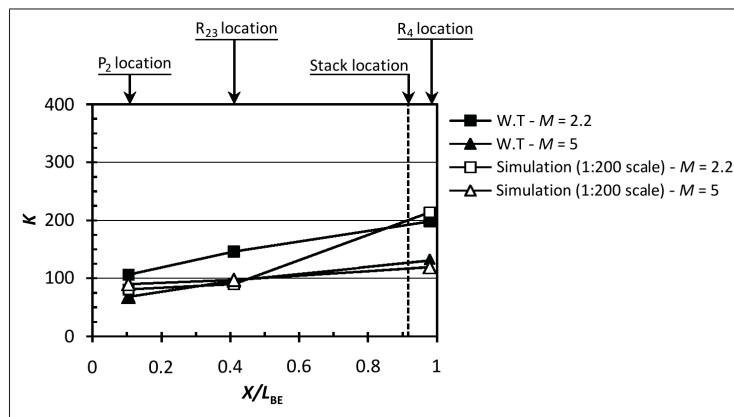 R23 location
R4 location
P2 location
Stack location
400
300
200
100
0
K
0
0.2
0.4
0.6
0.8
1
X/LBE
W.T - M = 2.2
W.T - M = 5
Simulation (1:200 scale) - M = 2.2
Simulation (1:200 scale) - M = 5